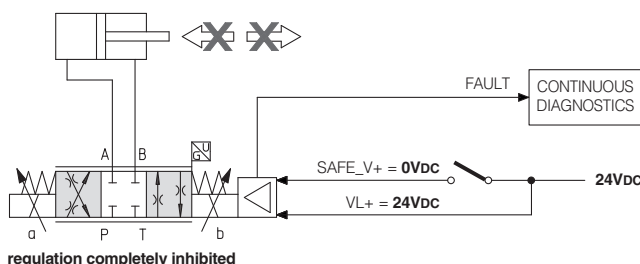 FAULT
CONTINUOUS
DIAGNOSTICS
A B
U
G
SAFE_V+ = 0VDC
24VDC
VL+ = 24VDC
a P T b
regulation completely inhibited